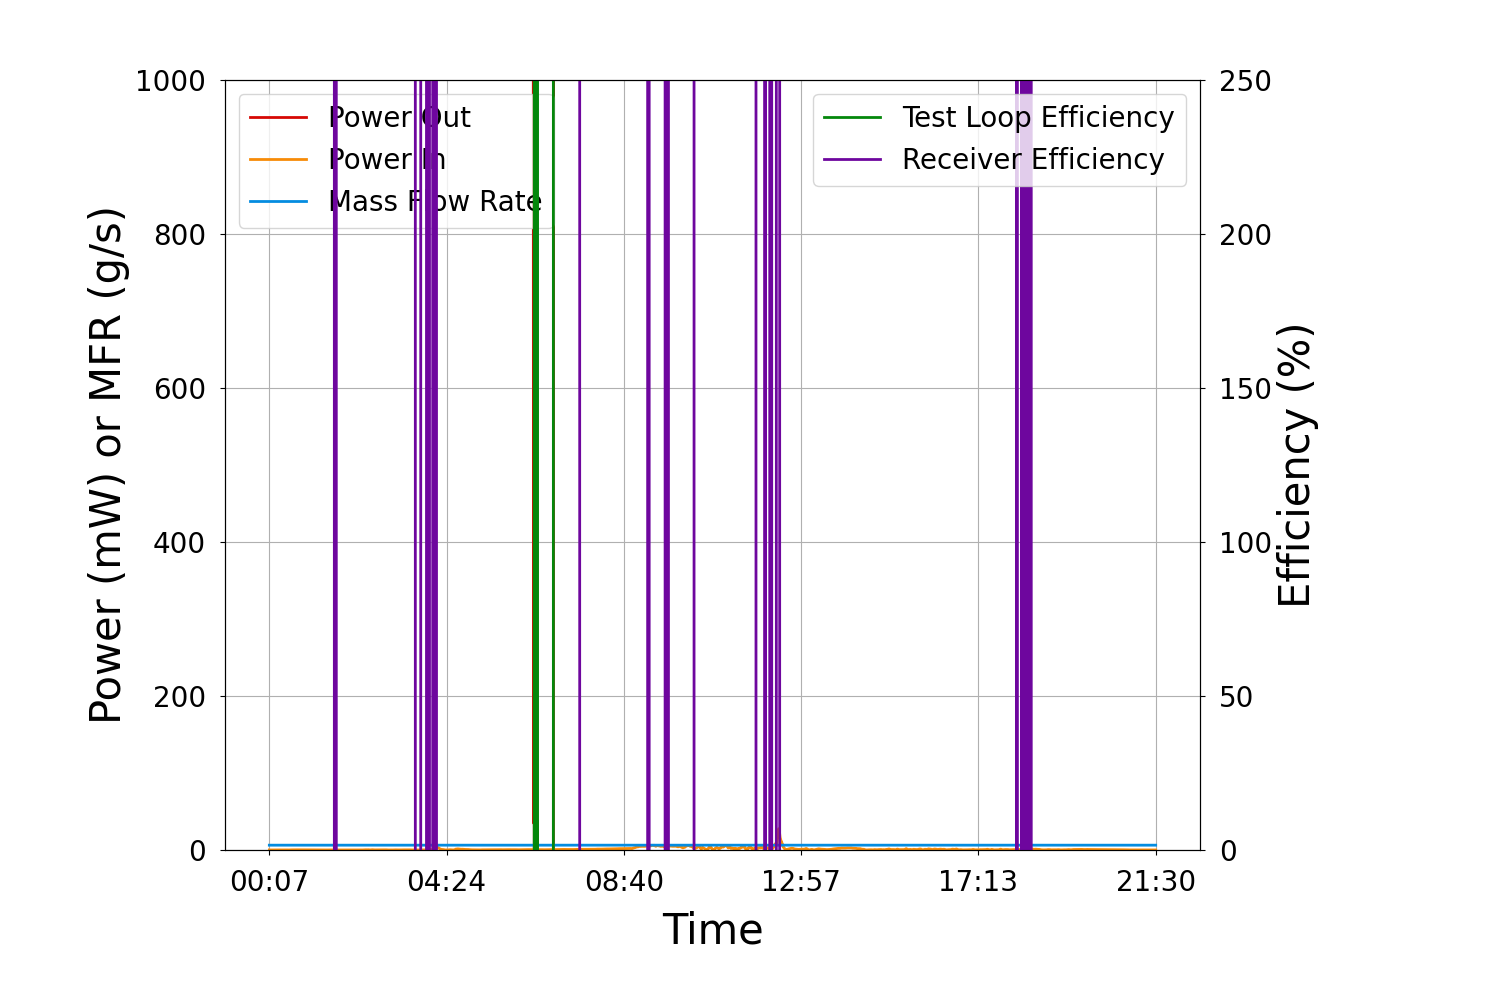 1000
800
600
400
200
0
Power (mW) or MFR (g/s)
Power Out
Power In
Mass Flow Rate
Test Loop Efficiency
Receiver Efficiency
250
200
150
100
50
0
Efficiency (%)
00:07 04:24 08:40 12:57 17:13 21:30
Time